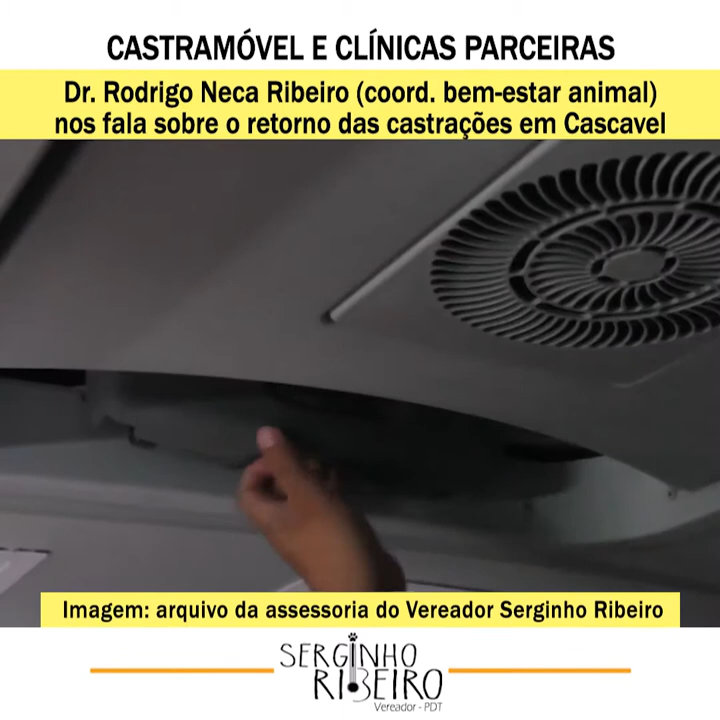 CASTRAMÓVEL E CLÍNICAS PARCEIRAS
Dr. Rodrigo Neca Ribeiro (coord. bem-estar animal)
nos fala sobre o retorno das castrações em Cascavel
Imagem: arquivo da assessoria do Vereador Serginho Ribeiro
SERGINHO
RIBEIRO
Vereador - PDT